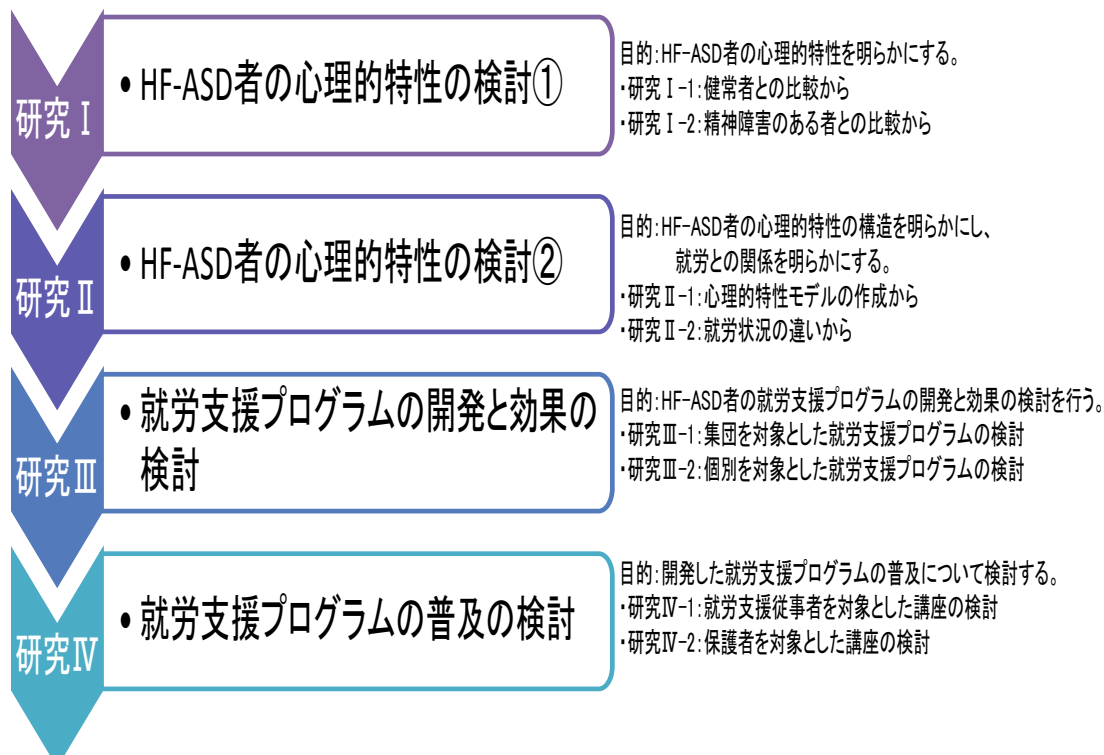 研究Ⅰ
• HF-ASD者の心理的特性の検討①
目的:HF-ASD者の心理的特性を明らかにする。
・研究Ⅰ-1:健常者との比較から
・研究Ⅰ-2:精神障害のある者との比較から
研究Ⅱ
• HF-ASD者の心理的特性の検討②
目的:HF-ASD者の心理的特性の構造を明らかにし、
就労との関係を明らかにする。
・研究Ⅱ-1:心理的特性モデルの作成から
・研究Ⅱ-2:就労状況の違いから
研究Ⅲ
• 就労支援プログラムの開発と効果の
検討
目的:HF-ASD者の就労支援プログラムの開発と効果の検討を行う。
・研究Ⅲ-1:集団を対象とした就労支援プログラムの検討
・研究Ⅲ-2:個別を対象とした就労支援プログラムの検討
研究Ⅳ
• 就労支援プログラムの普及の検討
目的:開発した就労支援プログラムの普及について検討する。
・研究Ⅳ-1:就労支援従事者を対象とした講座の検討
・研究Ⅳ-2:保護者を対象とした講座の検討